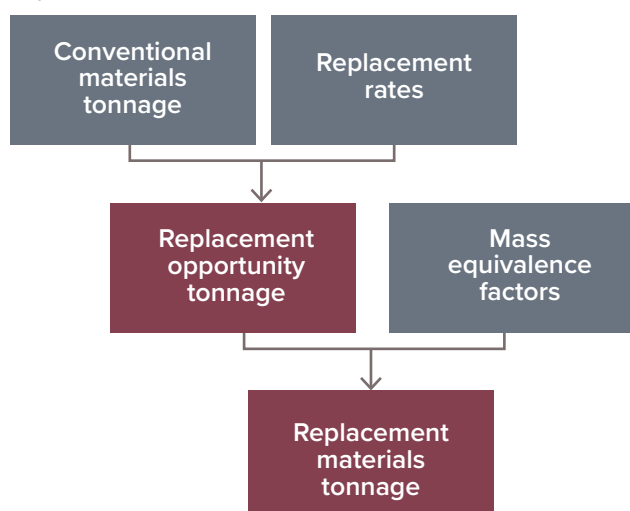 Conventional
materials
tonnage
Replacement
rates
Replacement
opportunity
tonnage
Mass
equivalence
factors
Replacement
materials
tonnage